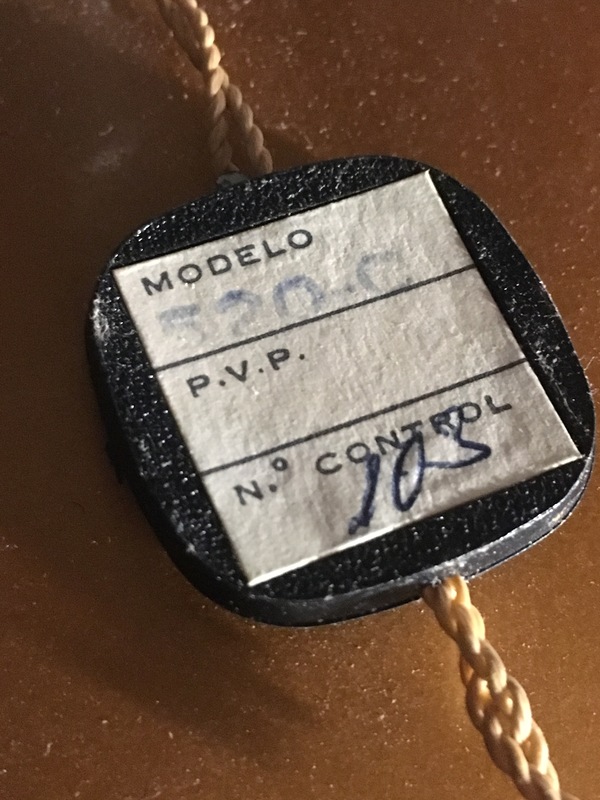 MODELO
520-C
P.V.P.
N.º CONTROL
103